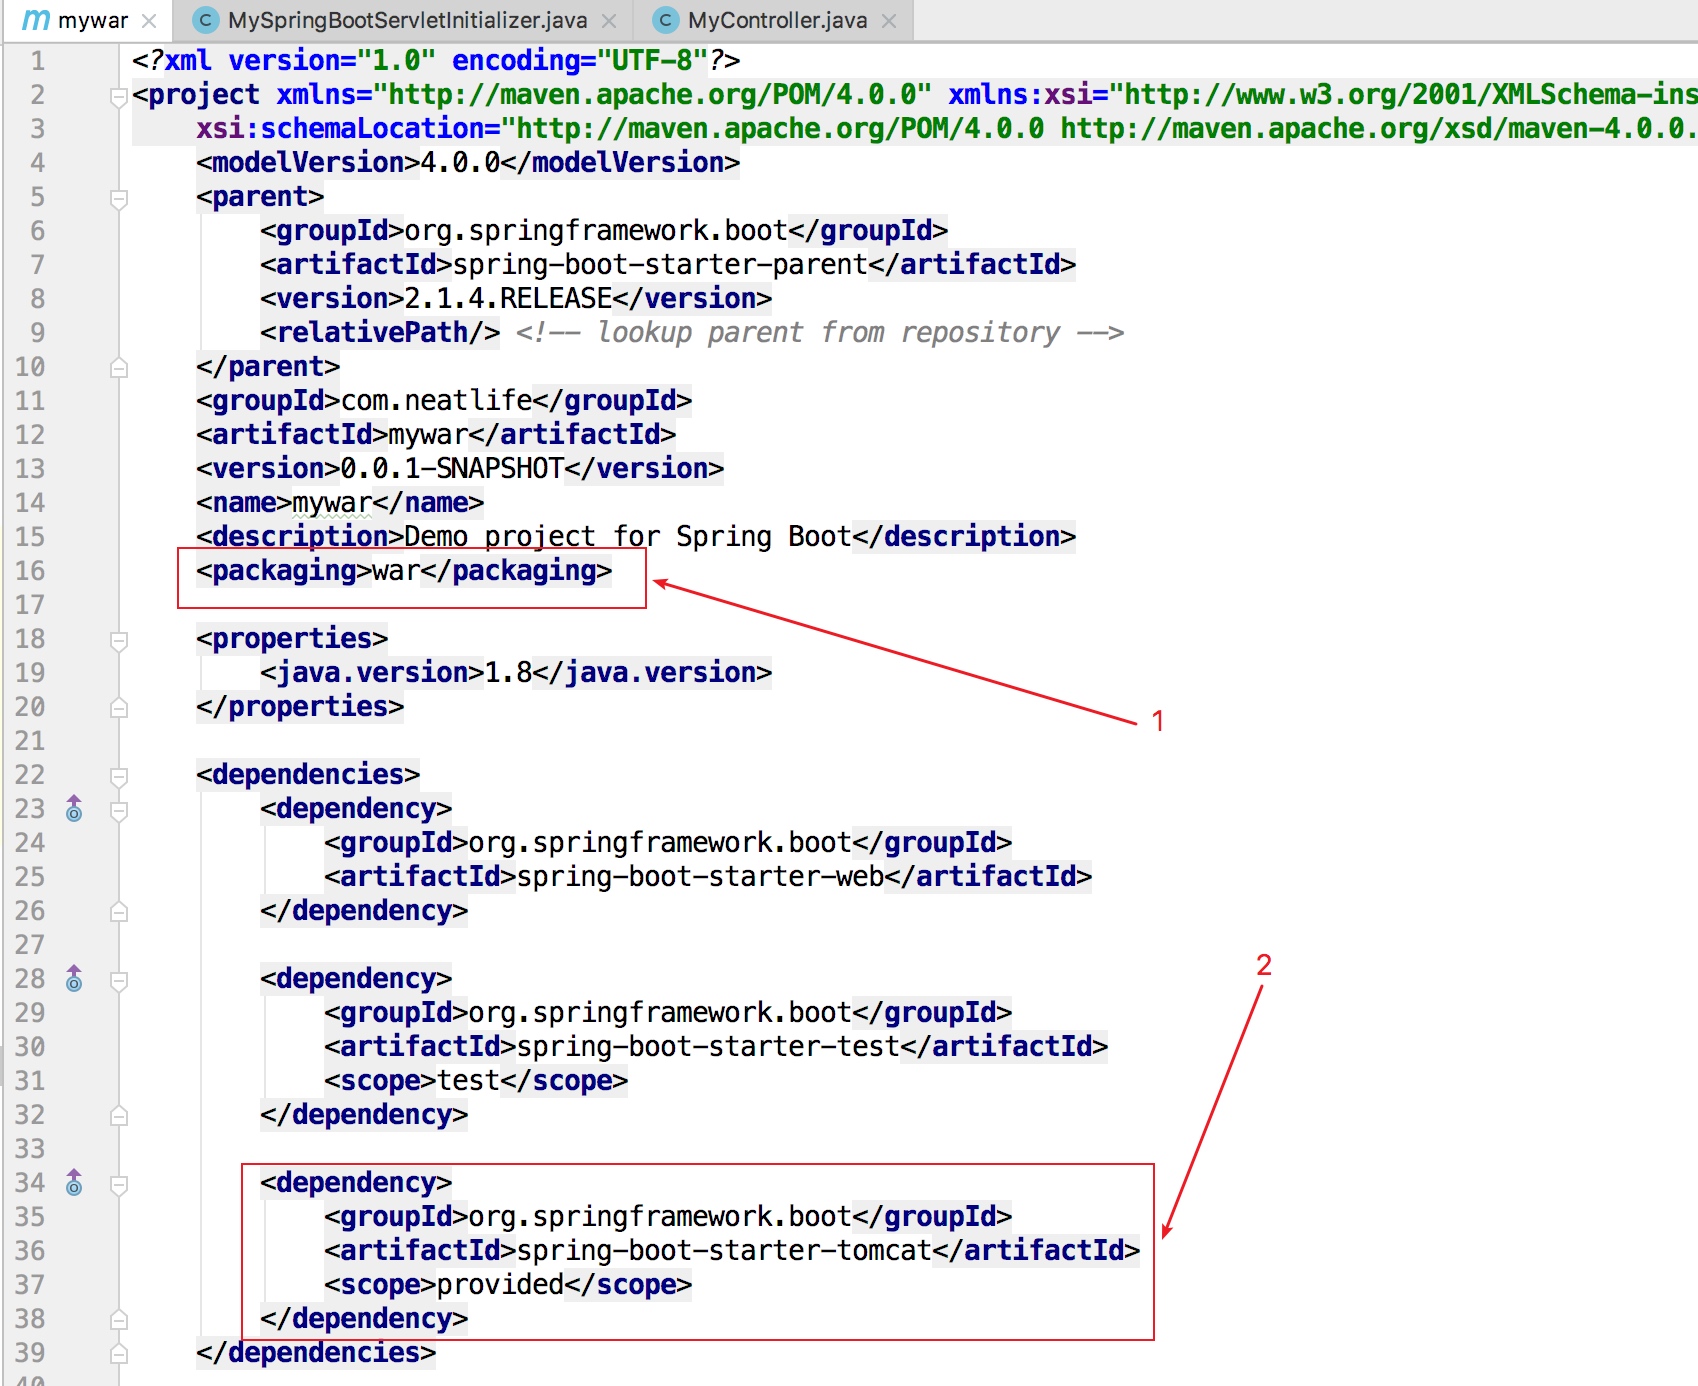 mywar
MySpringBootServletInitializer.java
MyController.java
1 <?xml version="1.0" encoding="UTF-8"?>
2 <project xmlns="http://maven.apache.org/POM/4.0.0" xmlns:xsi="http://www.w3.org/2001/XMLSchema-ins
3     xsi:schemaLocation="http://maven.apache.org/POM/4.0.0 http://maven.apache.org/xsd/maven-4.0.0.
4     <modelVersion>4.0.0</modelVersion>
5     <parent>
6         <groupId>org.springframework.boot</groupId>
7         <artifactId>spring-boot-starter-parent</artifactId>
8         <version>2.1.4.RELEASE</version>
9         <relativePath/> <!-- lookup parent from repository -->
10     </parent>
11     <groupId>com.neatlife</groupId>
12     <artifactId>mywar</artifactId>
13     <version>0.0.1-SNAPSHOT</version>
14     <name>mywar</name>
15     <description>Demo project for Spring Boot</description>
16     <packaging>war</packaging>
17
18     <properties>
19         <java.version>1.8</java.version>
1
20     </properties>
21
22     <dependencies>
23         <dependency>
24             <groupId>org.springframework.boot</groupId>
25             <artifactId>spring-boot-starter-web</artifactId>
26         </dependency>
27
2
28         <dependency>
29             <groupId>org.springframework.boot</groupId>
30             <artifactId>spring-boot-starter-test</artifactId>
31             <scope>test</scope>
32         </dependency>
33
34         <dependency>
35             <groupId>org.springframework.boot</groupId>
36             <artifactId>spring-boot-starter-tomcat</artifactId>
37             <scope>provided</scope>
38         </dependency>
39     </dependencies>
40